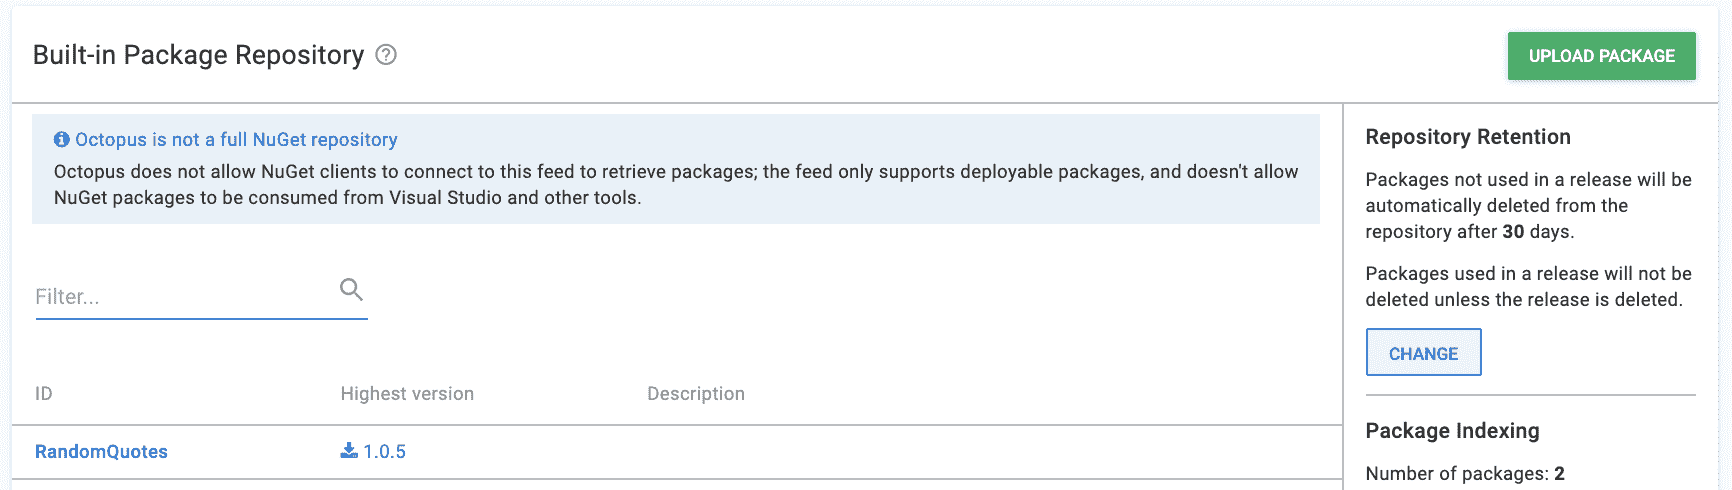 Built-in Package Repository ?
UPLOAD PACKAGE
Octopus is not a full NuGet repository
Octopus does not allow NuGet clients to connect to this feed to retrieve packages; the feed only supports deployable packages, and doesn't allow
NuGet packages to be consumed from Visual Studio and other tools.
Filter...
ID Highest version Description
RandomQuotes 1.0.5
Repository Retention
Packages not used in a release will be
automatically deleted from the
repository after 30 days.
Packages used in a release will not be
deleted unless the release is deleted.
CHANGE
Package Indexing
Number of packages: 2